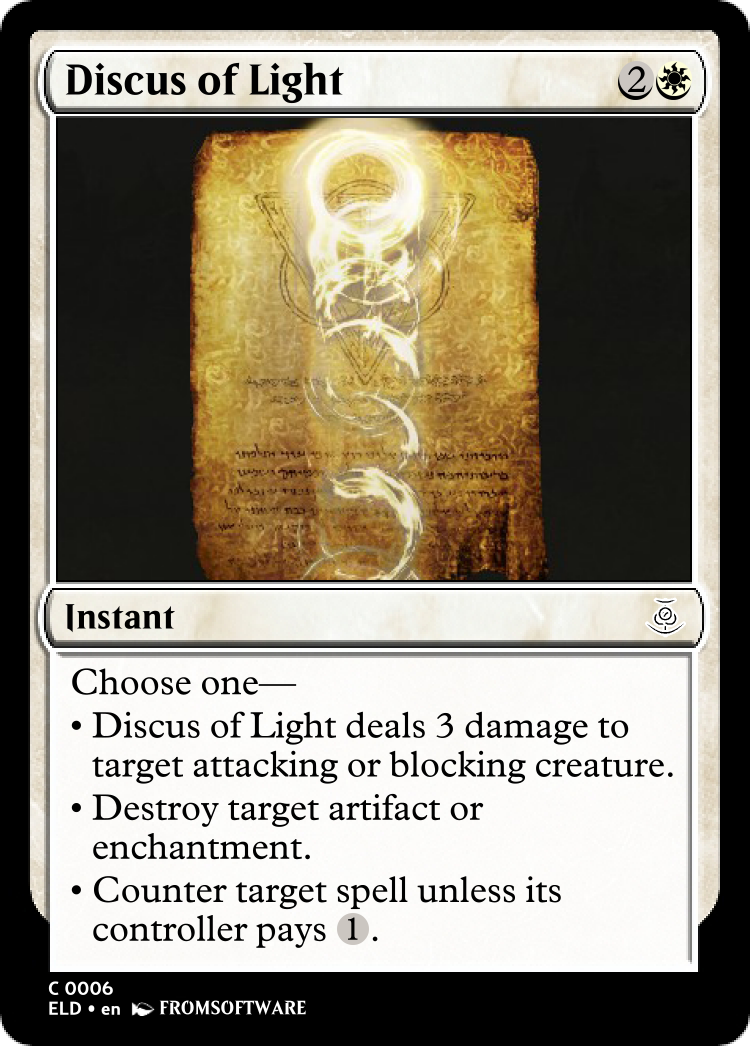 Discus of Light
2
Instant
Choose one—
• Discus of Light deals 3 damage to
target attacking or blocking creature.
• Destroy target artifact or
enchantment.
• Counter target spell unless its
controller pays 1.
C 0006
ELD • en FROMSOFTWARE